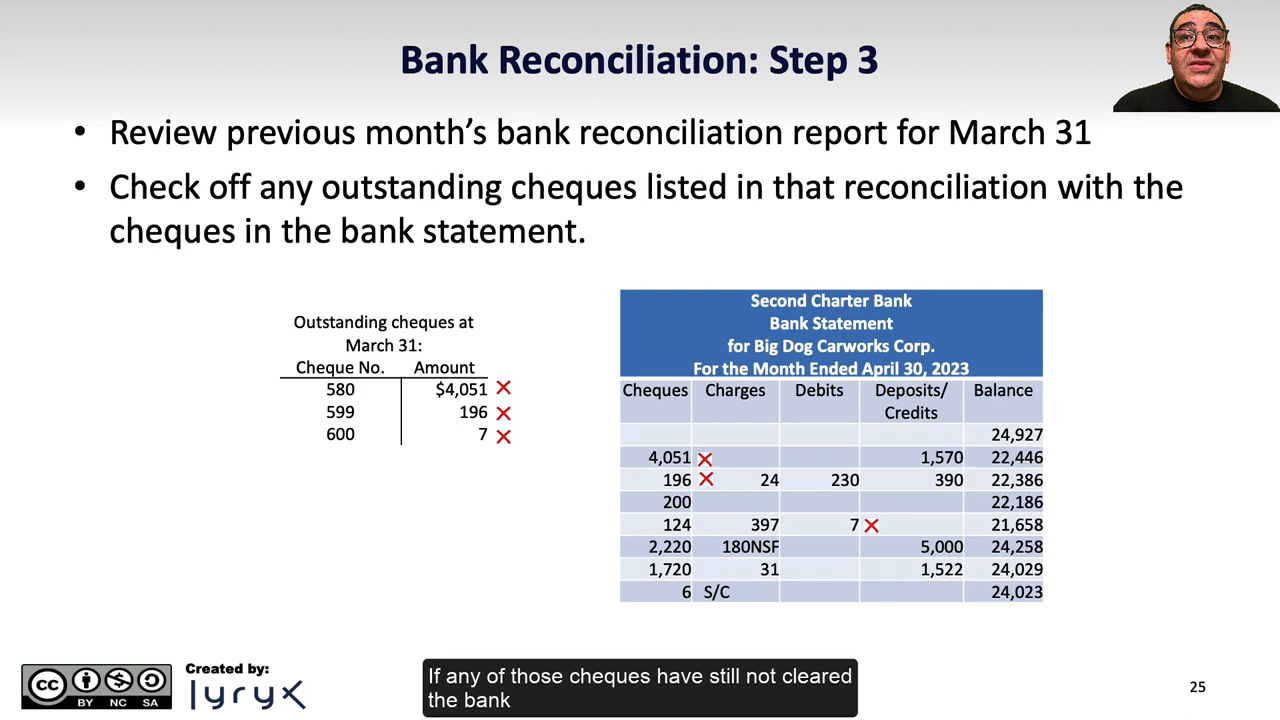 Bank Reconciliation: Step 3
• Review previous month's bank reconciliation report for March 31
• Check off any outstanding cheques listed in that reconciliation with the
cheques in the bank statement.
Outstanding cheques at
March 31:
Cheque No. Amount
580 $4,051
599 196
600 7
Second Charter Bank
Bank Statement
for Big Dog Carworks Corp.
For the Month Ended April 30, 2023
Cheques Charges Debits Deposits/ Balance
Credits
24,927
4,051 1,570 22,446
196 24 230 390 22,386
200 22,186
124 397 7 21,658
2,220 180NSF 5,000 24,258
1,720 31 1,522 24,029
6 S/C 24,023
cc BY NC SA
Created by:
lyryx
If any of those cheques have still not cleared
the bank
25